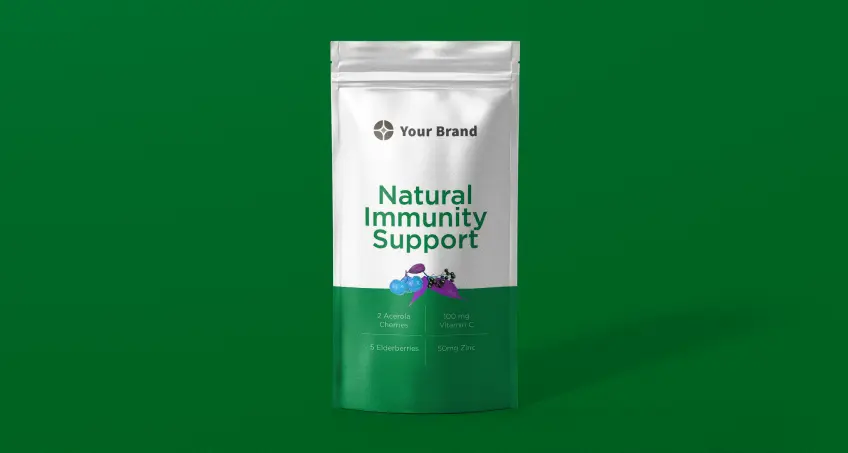 Your Brand
Natural
Immunity
Support
2 Acerola
Cherries
100 mg
Vitamin C
5 Elderberries
50mg Zinc